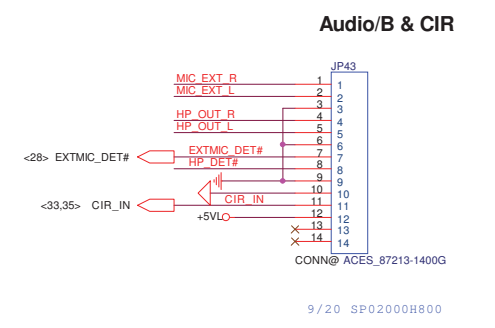 Audio/B & CIR
JP43
MIC_EXT_R 1 1
MIC_EXT_L 2 2
3 3
HP_OUT_R 4 4
HP_OUT_L 5 5
6 6
<28> EXTMIC_DET# EXTMIC_DET# 7 7
HP_DET# 8 8
9 9
10 10
<33,35> CIR_IN CIR_IN 11 11
+5VL 12 12
13 13
14 14
CONN@ ACES_87213-1400G
9/20 SP02000H800